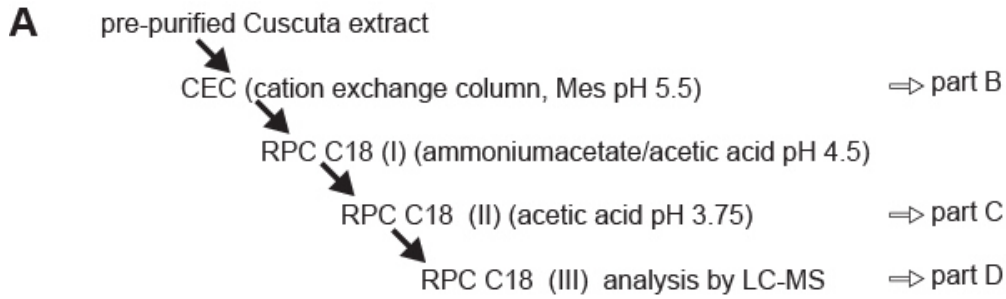 A pre-purified Cuscuta extract
CEC (cation exchange column, Mes pH 5.5) ⇨ part B
RPC C18 (I) (ammoniumacetate/acetic acid pH 4.5)
RPC C18 (II) (acetic acid pH 3.75) ⇨ part C
RPC C18 (III) analysis by LC-MS ⇨ part D